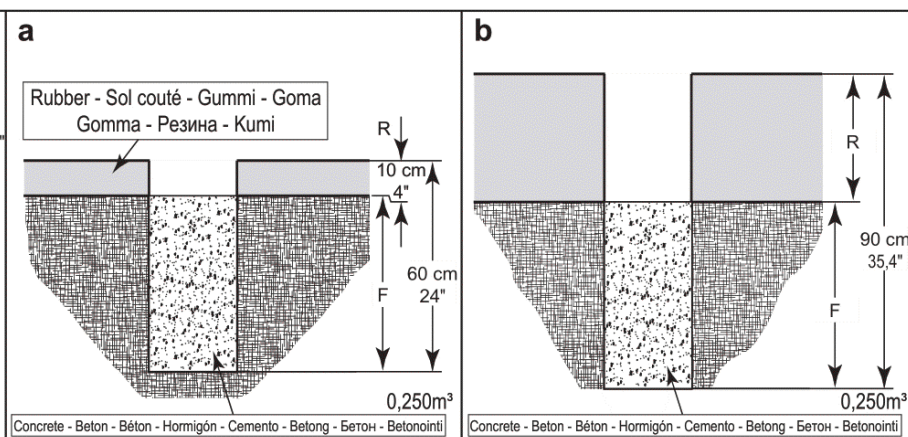 a
Rubber - Sol couté - Gummi - Goma
Gomma - Резина - Kumi
"
R
10 cm
4"
F
60 cm
24"
0,250m³
Concrete - Beton - Béton - Hormigón - Cemento - Betong - Бетон - Betonointi
b
R
90 cm
35,4"
F
0,250m³
Concrete - Beton - Béton - Hormigón - Cemento - Betong - Бетон - Betonointi